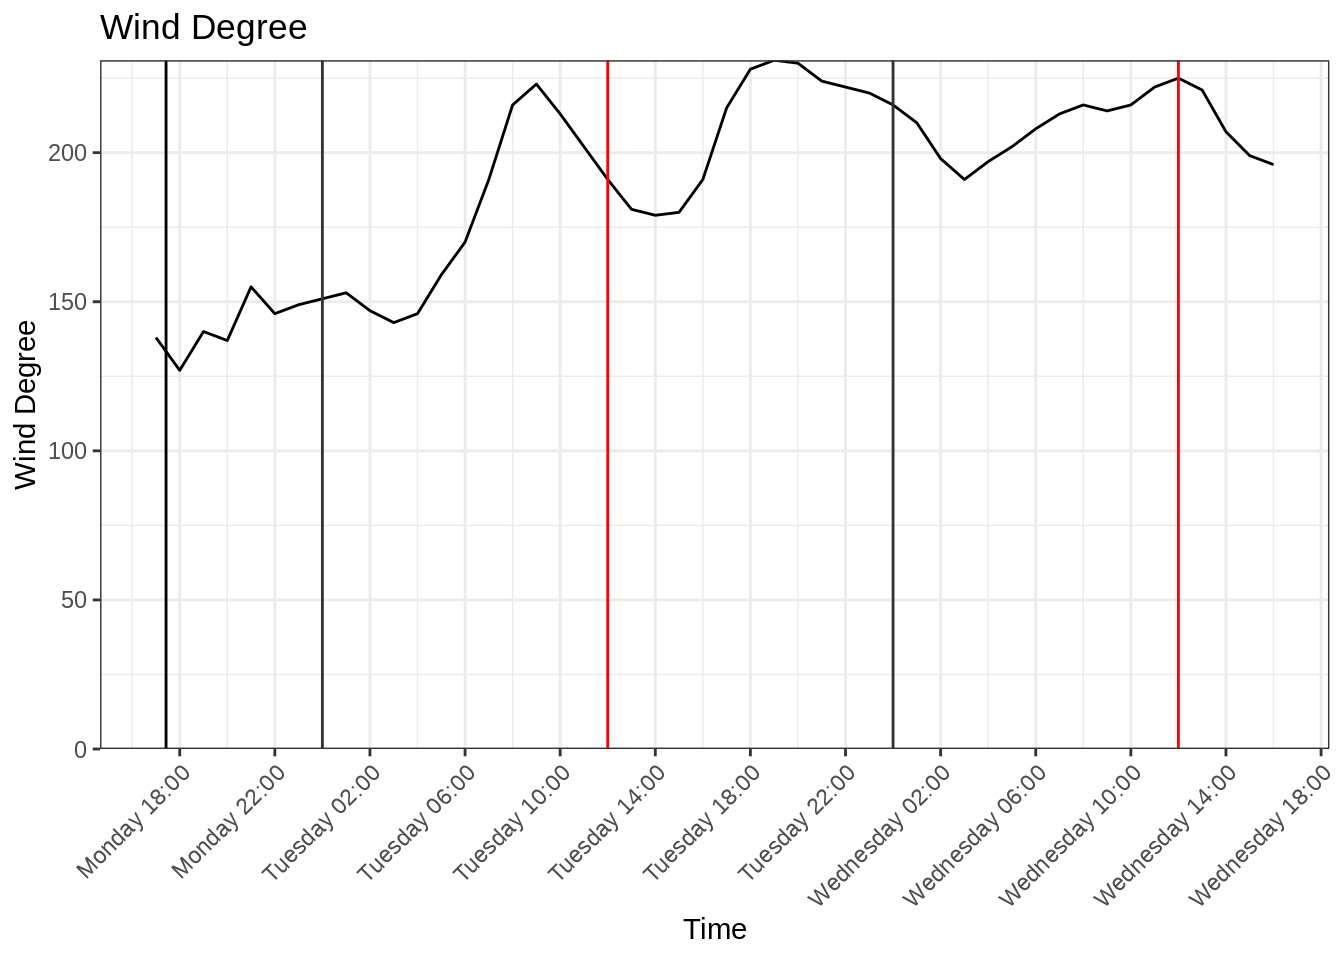 Wind Degree
Wind Degree
200
150
100
50
0
Monday 18:00
Monday 22:00
Tuesday 02:00
Tuesday 06:00
Tuesday 10:00
Tuesday 14:00
Tuesday 18:00
Tuesday 22:00
Wednesday 02:00
Wednesday 06:00
Wednesday 10:00
Wednesday 14:00
Wednesday 18:00
Time